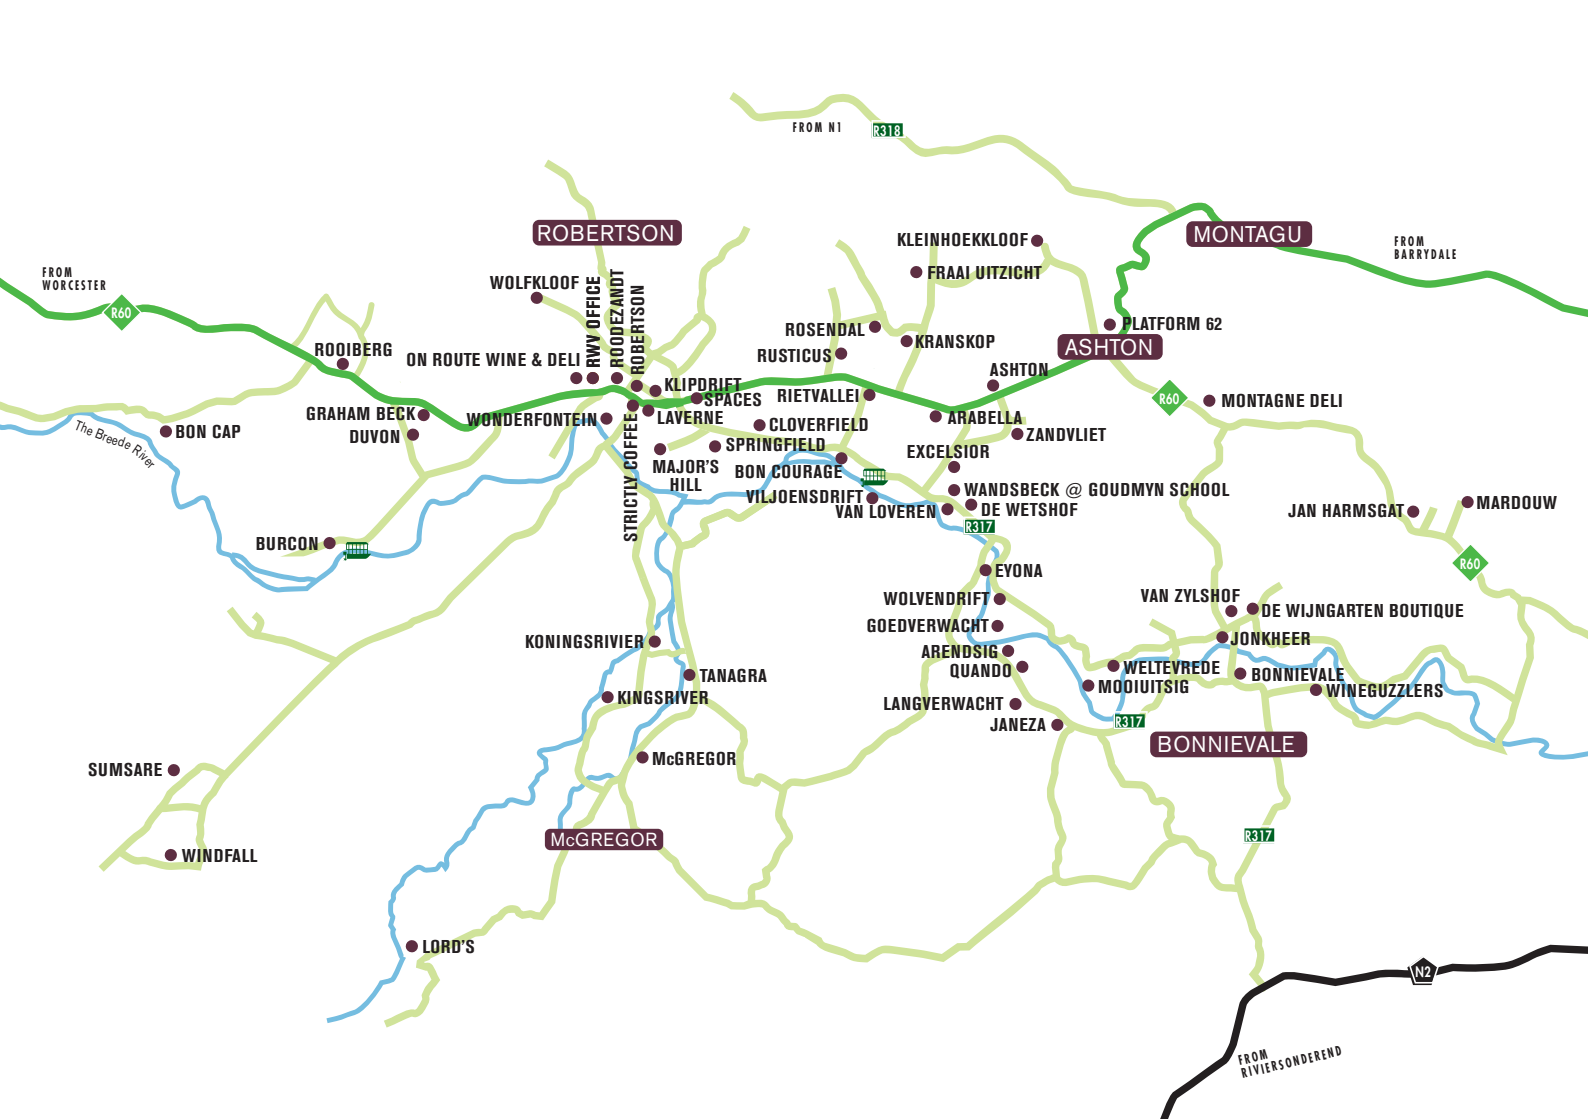 FROM N1
R318
ROBERTSON
MONTAGU
KLEINHOEKKLOOF
FROM
BARRYDALE
FROM
WORCESTER
FRAAI UITZICHT
WOLFKLOOF
R60
RWV OFFICE
ROODEZANDT
ROBERTSON
ROSENDAL
PLATFORM 62
KRANSKOP
ASHTON
ROOIBERG
ON ROUTE WINE & DELI
RUSTICUS
ASHTON
KLIPDRIFT
SPACES
RIETVALLEI
R60
MONTAGNE DELI
GRAHAM BECK
WONDERFONTEIN
LAVERNE
CLOVERFIELD
ARABELLA
BON CAP
DUVON
The Breede River
STRICTLY COFFEE
SPRINGFIELD
ZANDVLIET
MAJOR'S
HILL
BON COURAGE
EXCELSIOR
VILJOENSDRIFT
WANDSBECK @ GOUDMYN SCHOOL
VAN LOVEREN
DE WETSHOF
JAN HARMSGAT
MARDOUW
R317
BURCON
EYONA
R60
WOLVENDRIFT
VAN ZYLSHOF
DE WIJNGARTEN BOUTIQUE
GOEDVERWACHT
KONINGSRIVIER
JONKHEER
ARENDSIG
QUANDO
WELTEVREDE
TANAGRA
BONNIEVALE
MOOIUITSIG
WINEGUZZLERS
KINGSRIVER
LANGVERWACHT
JANEZA
R317
BONNIEVALE
McGREGOR
SUMSARE
McGREGOR
R317
WINDFALL
LORD'S
N2
FROM
RIVIERSONDEREND